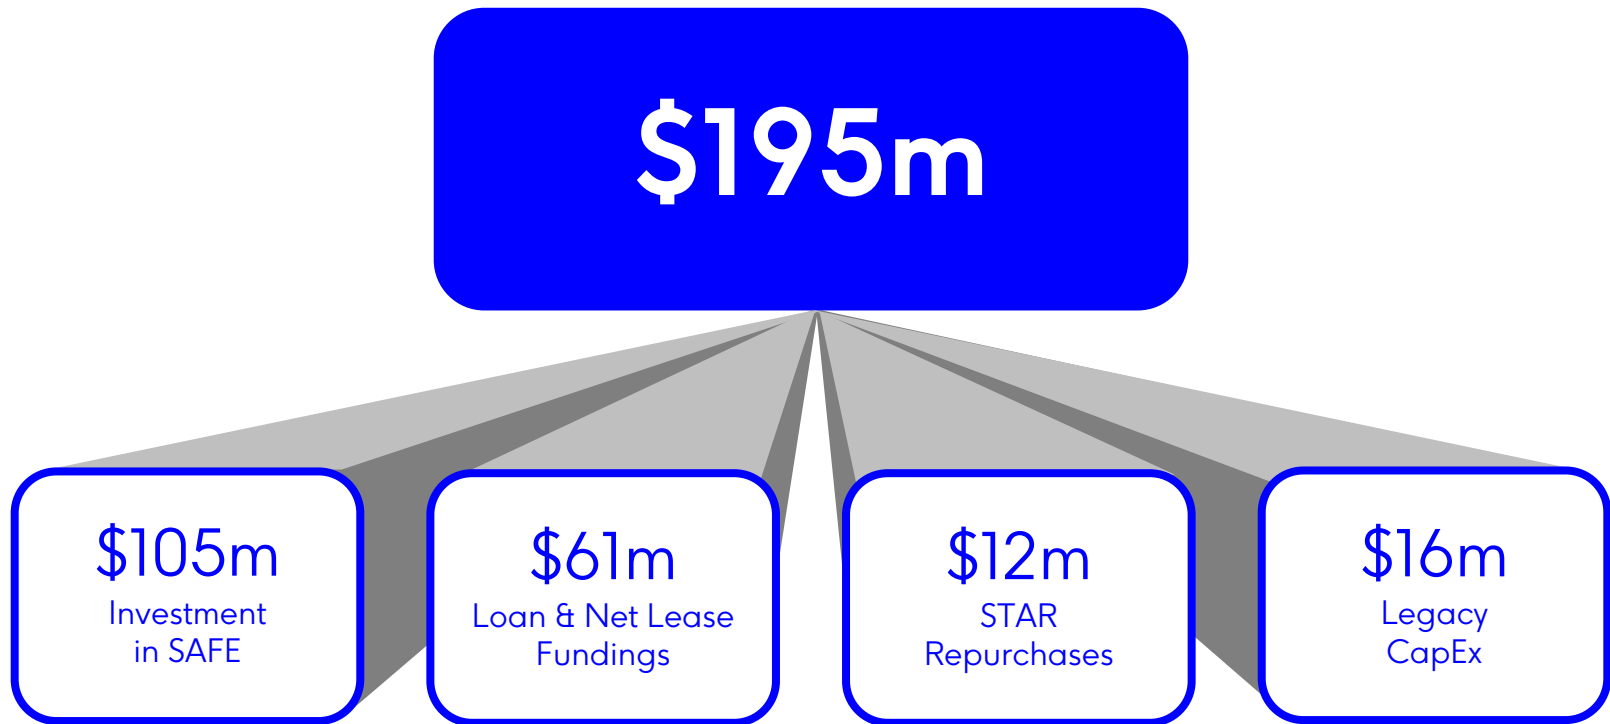 $195m
$105m
Investment
in SAFE
$61m
Loan & Net Lease
Fundings
$12m
STAR
Repurchases
$16m
Legacy
CapEx